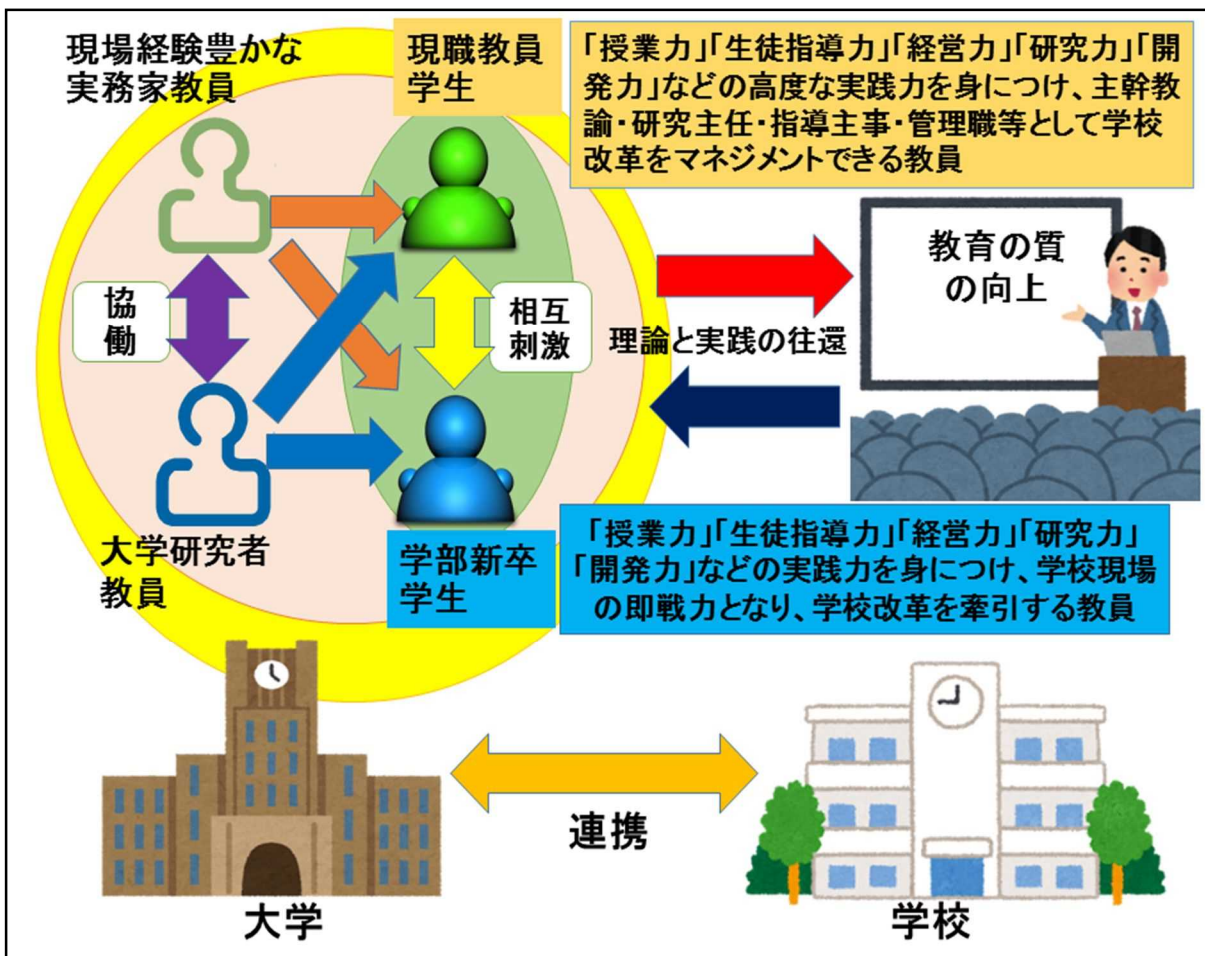 現場経験豊かな
実務家教員
現職教員
学生
「授業力」「生徒指導力」「経営力」「研究力」「開
発力」などの高度な実践力を身につけ、主幹教
諭・研究主任・指導主事・管理職等として学校
改革をマネジメントできる教員
協
働
相互
刺激
理論と実践の往還
教育の質
の向上
大学研究者
教員
学部新卒
学生
「授業力」「生徒指導力」「経営力」「研究力」
「開発力」などの実践力を身につけ、学校現場
の即戦力となり、学校改革を牽引する教員
連携
大学
学校